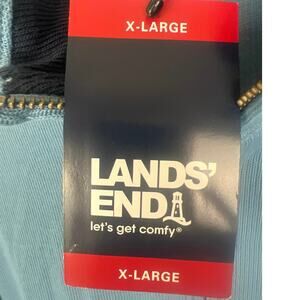 X-LARGE
LANDS'
END
let's get comfy®
X-LARGE